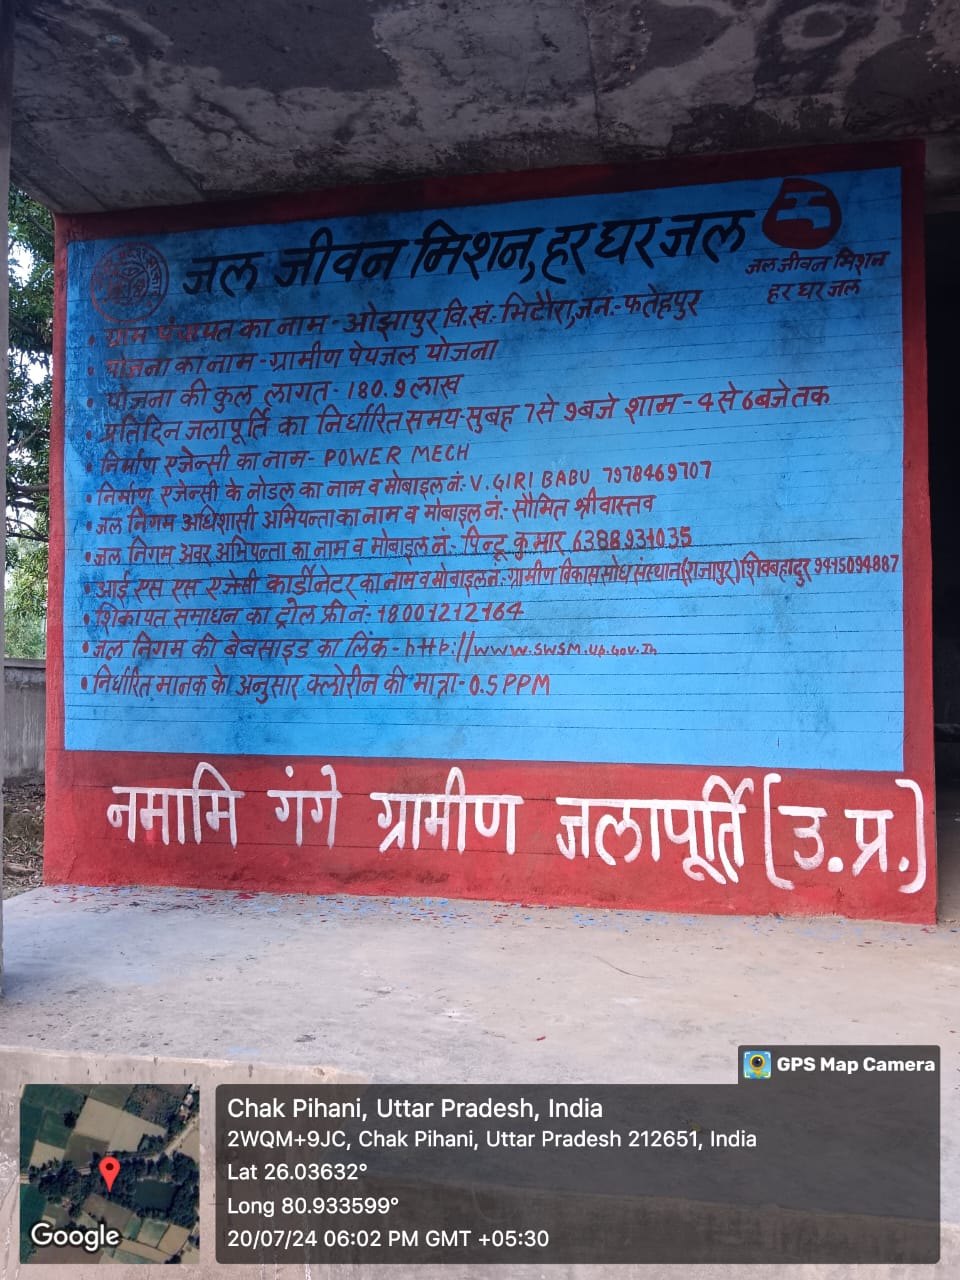 जल जीवन मिशन, हर घर जल
जल जीवन मिशन
हर घर जल
• ग्राम पंचायत का नाम - ओझापुर वि.खं.- भिटौरा, जन.- फतेहपुर
• योजना का नाम - ग्रामीण पेयजल योजना
• योजना की कुल लागत - 180.9 लाख
• प्रतिदिन जलापूर्ति का निर्धारित समय - सुबह 7 से 9 बजे शाम - 4 से 6 बजे तक
• निर्माण एजेन्सी का नाम - POWER MECH
• निर्माण एजेन्सी के नोडल का नाम व मोबाइल नं.- V. GIRI BABU 7978469707
• जल निगम अधिशासी अभियन्ता का नाम व मोबाइल नं.- सौमित श्रीवास्तव
• जल निगम अवर अभियन्ता का नाम व मोबाइल नं.- पिन्टू कुमार 6388931035
• आई एस एस एजेंसी कार्डीनेटर का नाम व मोबाइल नं.- ग्रामीण विकास सोध संस्थान (राजापुर) शिवबहादुर 9415094887
• शिकायत समाधन का ट्रोल फ्री नं.- 18001212164
• जल निगम की बेबसाइड का लिंक - http://www.swsm.up.gov.in
• निर्धारित मानक के अनुसार क्लोरीन की मात्रा - 0.5 PPM
नमामि गंगे ग्रामीण जलापूर्ति (उ.प्र.)
GPS Map Camera
Chak Pihani, Uttar Pradesh, India
2WQM+9JC, Chak Pihani, Uttar Pradesh 212651, India
Lat 26.03632°
Long 80.933599°
20/07/24 06:02 PM GMT +05:30
Google